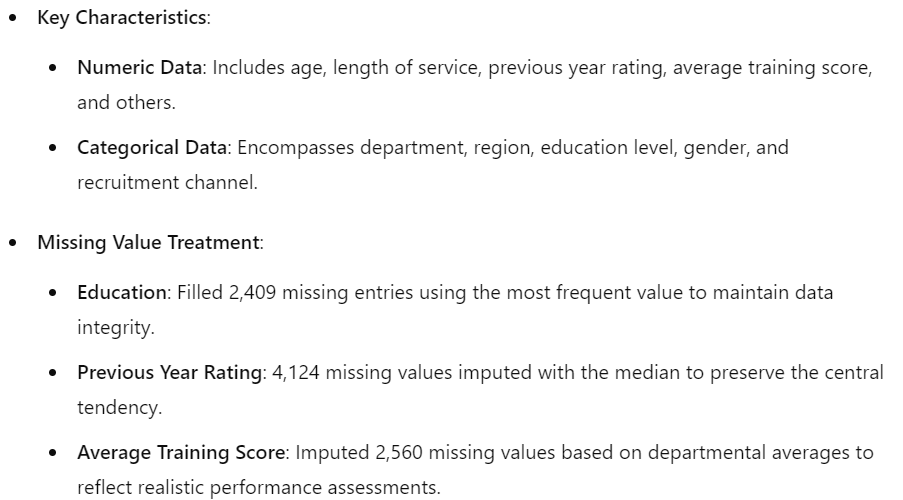 • Key Characteristics:
• Numeric Data: Includes age, length of service, previous year rating, average training score,
and others.
• Categorical Data: Encompasses department, region, education level, gender, and
recruitment channel.
• Missing Value Treatment:
• Education: Filled 2,409 missing entries using the most frequent value to maintain data
integrity.
• Previous Year Rating: 4,124 missing values imputed with the median to preserve the central
tendency.
• Average Training Score: Imputed 2,560 missing values based on departmental averages to
reflect realistic performance assessments.